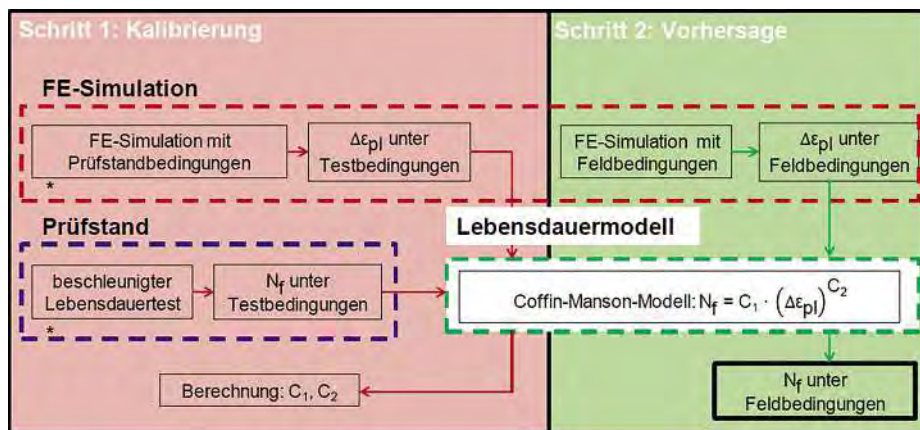 Schritt 1: Kalibrierung
Schritt 2: Vorhersage
FE-Simulation
FE-Simulation mit
Prüfstandbedingungen
Δεpl unter
Testbedingungen
FE-Simulation mit
Feldbedingungen
Δεpl unter
Feldbedingungen
*
Prüfstand
Lebensdauermodell
beschleunigter
Lebensdauertest
Nf unter
Testbedingungen
Coffin-Manson-Modell: Nf = C1 · (Δεpl)^C2
*
Berechnung: C1, C2
Nf unter
Feldbedingungen